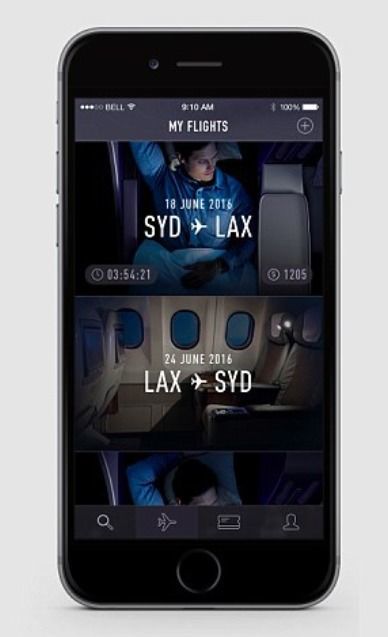 BELL 9:10 AM 100%
MY FLIGHTS
18 JUNE 2016
SYD LAX
03:54:21 $ 1205
24 JUNE 2016
LAX SYD